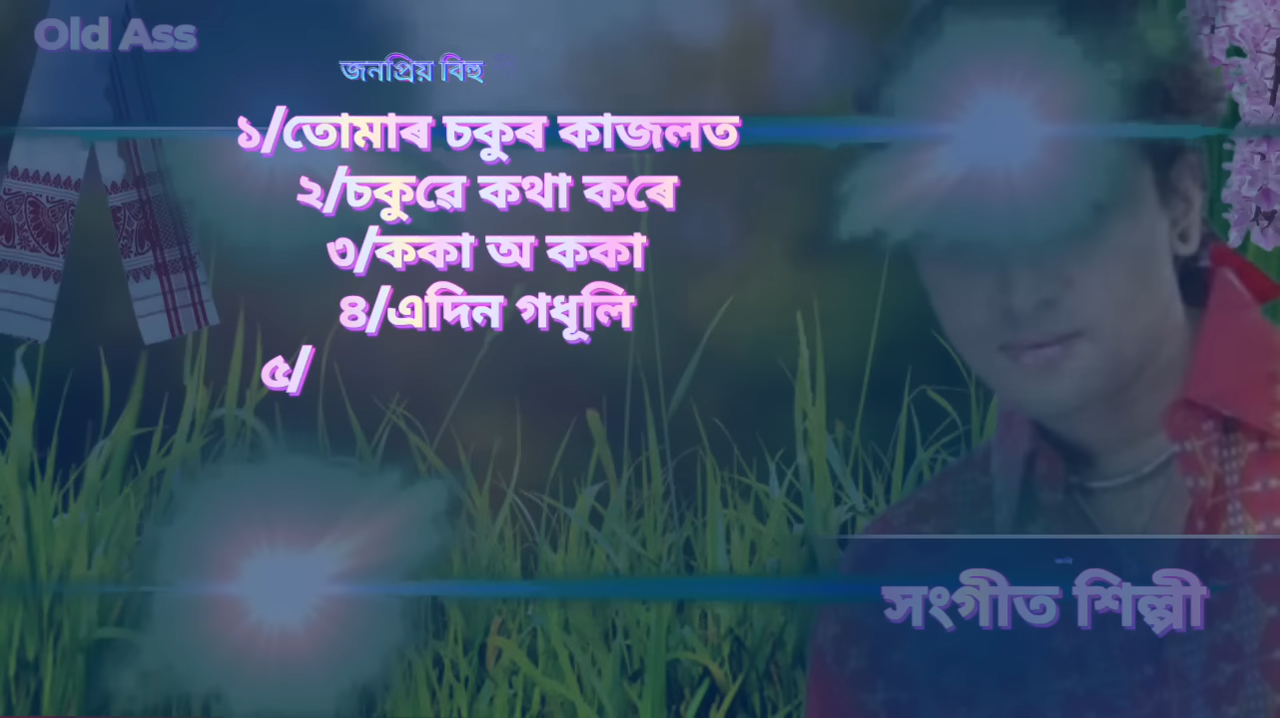 Old Ass
জনপ্ৰিয় বিহু
১/তোমাৰ চকুৰ কাজলত
২/চকুৱে কথা কৰে
৩/ককা অ ককা
৪/এদিন গধূলি
৫/
সংগীত শিল্পী